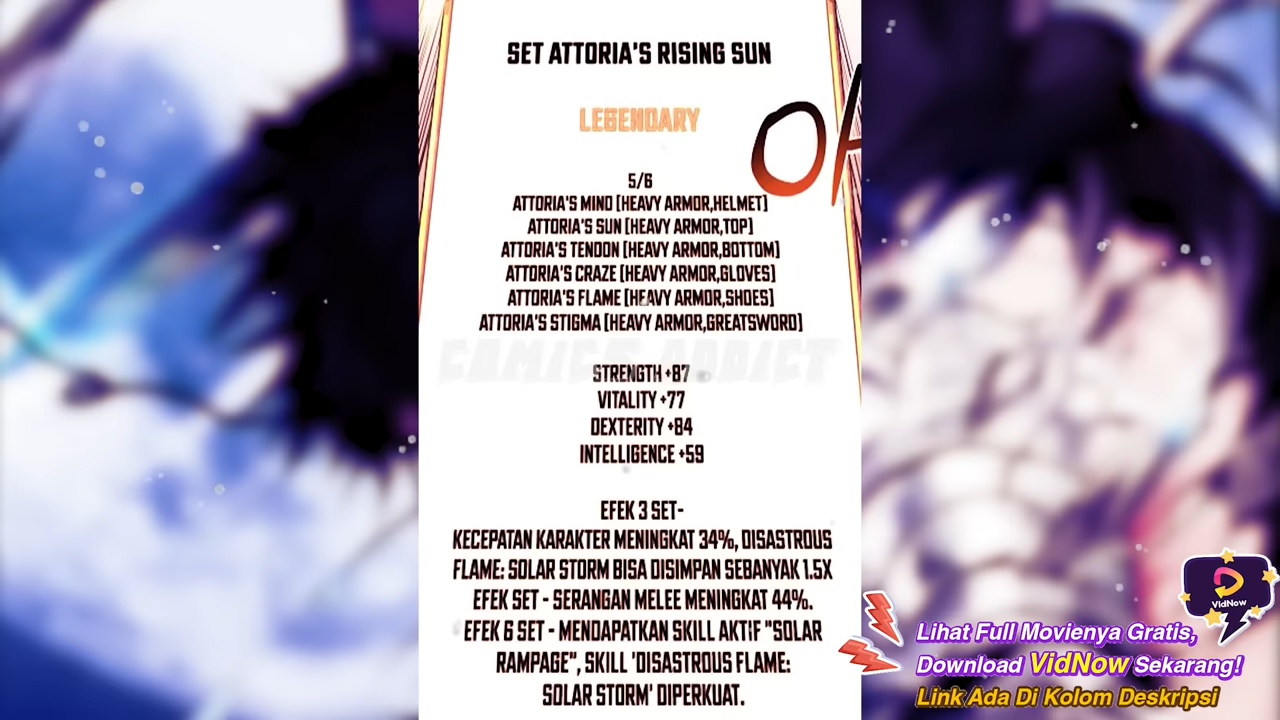 SET ATTORIA'S RISING SUN
LEGENDARY
OH
5/6
ATTORIA'S MIND [HEAVY ARMOR,HELMET]
ATTORIA'S SUN [HEAVY ARMOR,TOP]
ATTORIA'S TENDON [HEAVY ARMOR,BOTTOM]
ATTORIA'S CRAZE [HEAVY ARMOR,GLOVES]
ATTORIA'S FLAME [HEAVY ARMOR,SHOES]
ATTORIA'S STIGMA [HEAVY ARMOR,GREATSWORD]
COMICS ADDICT
STRENGTH +87
VITALITY +77
DEXTERITY +84
INTELLIGENCE +59
EFEK 3 SET-
KECEPATAN KARAKTER MENINGKAT 34%, DISASTROUS
FLAME: SOLAR STORM BISA DISIMPAN SEBANYAK 1.5X
EFEK SET - SERANGAN MELEE MENINGKAT 44%.
EFEK 6 SET - MENDAPATKAN SKILL AKTIF "SOLAR
RAMPAGE", SKILL 'DISASTROUS FLAME:
SOLAR STORM' DIPERKUAT.
VidNow
Lihat Full Movienya Gratis,
Download VidNow Sekarang!
Link Ada Di Kolom Deskripsi